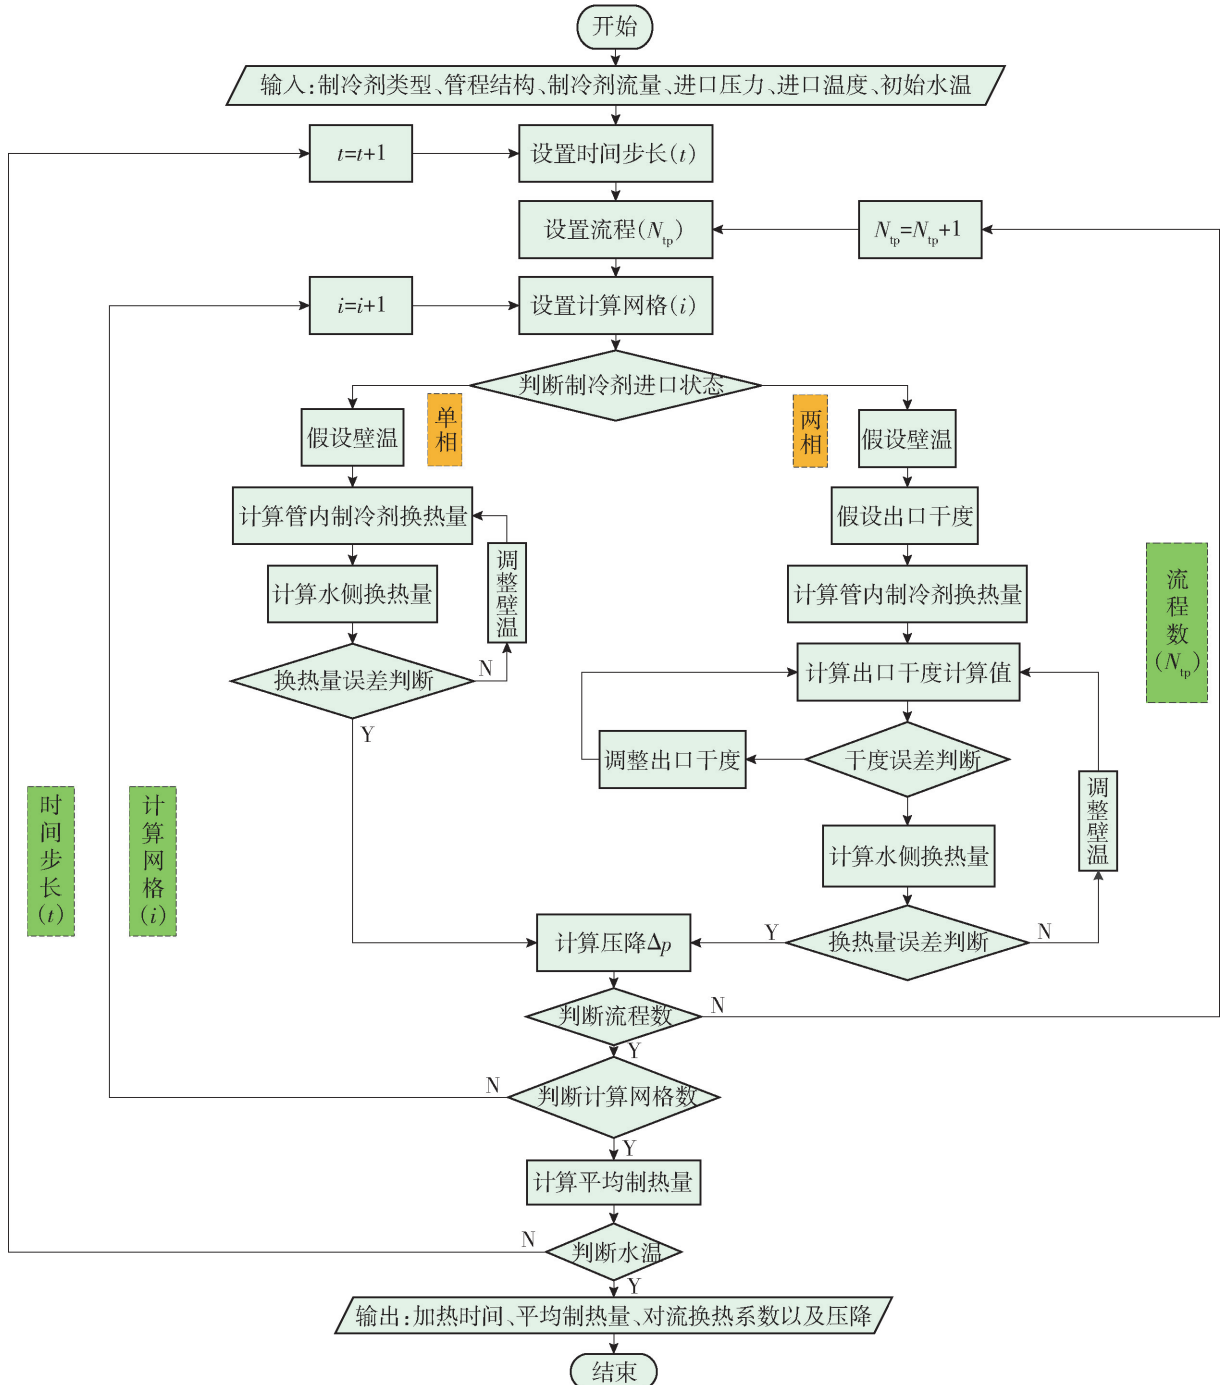 开始
输入:制冷剂类型、管程结构、制冷剂流量、进口压力、进口温度、初始水温
t=t+1
设置时间步长(t)
设置流程(Ntp)
Ntp=Ntp+1
i=i+1
设置计算网格(i)
判断制冷剂进口状态
单相
两相
假设壁温
假设壁温
计算管内制冷剂换热量
假设出口干度
调整壁温
计算水侧换热量
计算管内制冷剂换热量
流程数(Ntp)
换热量误差判断
N
计算出口干度计算值
Y
调整出口干度
干度误差判断
调整壁温
时间步长(t)
计算网格(i)
计算水侧换热量
计算压降Δp
Y
换热量误差判断
N
判断流程数
N
Y
N
判断计算网格数
Y
计算平均制热量
N
判断水温
Y
输出:加热时间、平均制热量、对流换热系数以及压降
结束